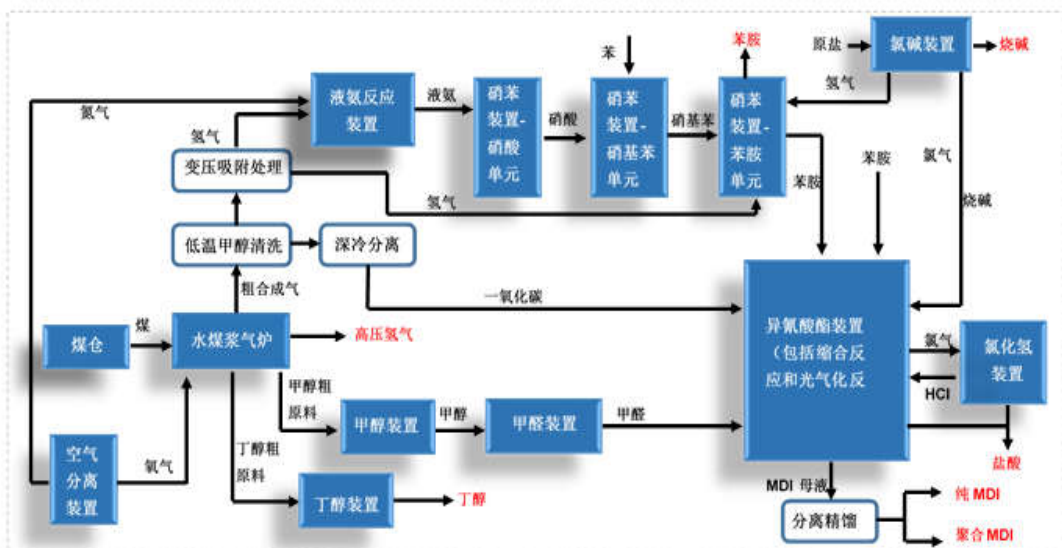 原盐
氯碱装置
烧碱
苯
苯胺
氢气
氮气
液氨反应
装置
液氨
硝苯
装置-
硝酸
单元
硝酸
硝苯
装置-
硝基苯
单元
硝基苯
硝苯
装置-
苯胺
单元
苯胺
苯胺
氯气
烧碱
氢气
变压吸附处理
氢气
低温甲醇清洗
深冷分离
粗合成气
一氧化碳
煤仓
煤
水煤浆气炉
高压氢气
异氰酸酯装置
（包括缩合反
应和光气化反
氯气
氯化氢
装置
HCl
盐酸
甲醇粗
原料
甲醇装置
甲醇
甲醛装置
甲醛
空气
分离
装置
氧气
丁醇粗
原料
丁醇装置
丁醇
MDI 母液
分离精馏
纯 MDI
聚合 MDI